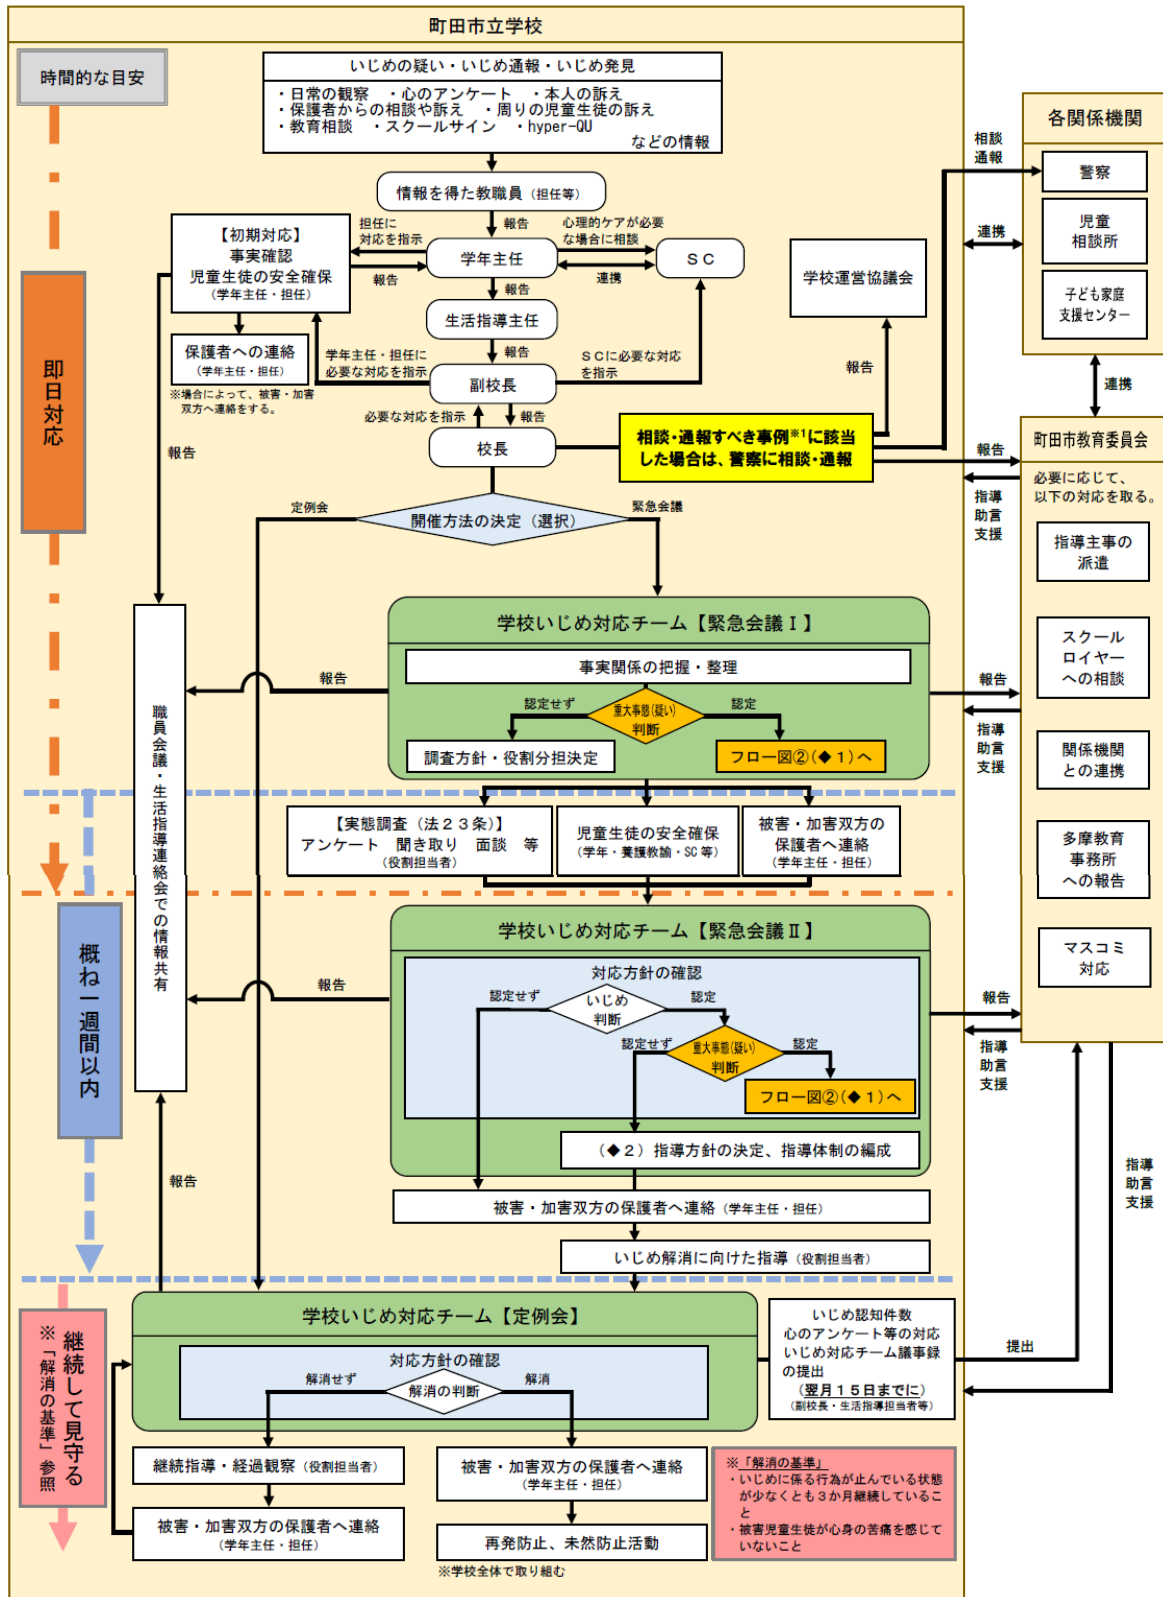 町田市立学校
時間的な目安
いじめの疑い・いじめ通報・いじめ発見
・日常の観察 ・心のアンケート ・本人の訴え
・保護者からの相談や訴え ・周りの児童生徒の訴え
・教育相談 ・スクールサイン ・hyper-QU
などの情報
情報を得た教職員（担任等）
報告
担任に
対応を指示
心理的ケアが必要
な場合に相談
【初期対応】
事実確認
児童生徒の安全確保
（学年主任・担任）
報告
学年主任
連携
ＳＣ
報告
生活指導主任
報告
保護者への連絡
（学年主任・担任）
※場合によって、被害・加害
双方へ連絡をする。
学年主任・担任に
必要な対応を指示
ＳＣに必要な対応
を指示
副校長
必要な対応を指示
報告
校長
報告
学校運営協議会
報告
相談・通報すべき事例※1に該当
した場合は、警察に相談・通報
相談
通報
各関係機関
警察
児童
相談所
子ども家庭
支援センター
連携
連携
即日対応
定例会
開催方法の決定（選択）
緊急会議
報告
指導
助言
支援
町田市教育委員会
必要に応じて、
以下の対応を取る。
指導主事の
派遣
スクール
ロイヤー
への相談
関係機関
との連携
多摩教育
事務所
への報告
マスコミ
対応
学校いじめ対応チーム【緊急会議Ⅰ】
事実関係の把握・整理
認定せず
重大事態(疑い)
判断
認定
調査方針・役割分担決定
フロー図②(◆１)へ
報告
報告
指導
助言
支援
職員会議・生活指導連絡会での情報共有
【実態調査（法２３条）】
アンケート 聞き取り 面談 等
（役割担当者）
児童生徒の安全確保
（学年・養護教諭・SC 等）
被害・加害双方の
保護者へ連絡
（学年主任・担任）
概ね一週間以内
学校いじめ対応チーム【緊急会議Ⅱ】
対応方針の確認
認定せず
いじめ
判断
認定
認定せず
重大事態(疑い)
判断
認定
フロー図②(◆１)へ
（◆２）指導方針の決定、指導体制の編成
報告
報告
指導
助言
支援
被害・加害双方の保護者へ連絡（学年主任・担任）
いじめ解消に向けた指導（役割担当者）
報告
指導
助言
支援
継続して見守る
※「解消の基準」参照
学校いじめ対応チーム【定例会】
対応方針の確認
解消せず
解消の判断
解消
いじめ認知件数
心のアンケート等の対応
いじめ対応チーム議事録
の提出
（翌月１５日までに）
（副校長・生活指導担当者等）
提出
継続指導・経過観察（役割担当者）
被害・加害双方の保護者へ連絡
（学年主任・担任）
被害・加害双方の保護者へ連絡
（学年主任・担任）
再発防止、未然防止活動
※学校全体で取り組む
※「解消の基準」
・いじめに係る行為が止んでいる状態
が少なくとも３か月継続しているこ
と
・被害児童生徒が心身の苦痛を感じて
いないこと